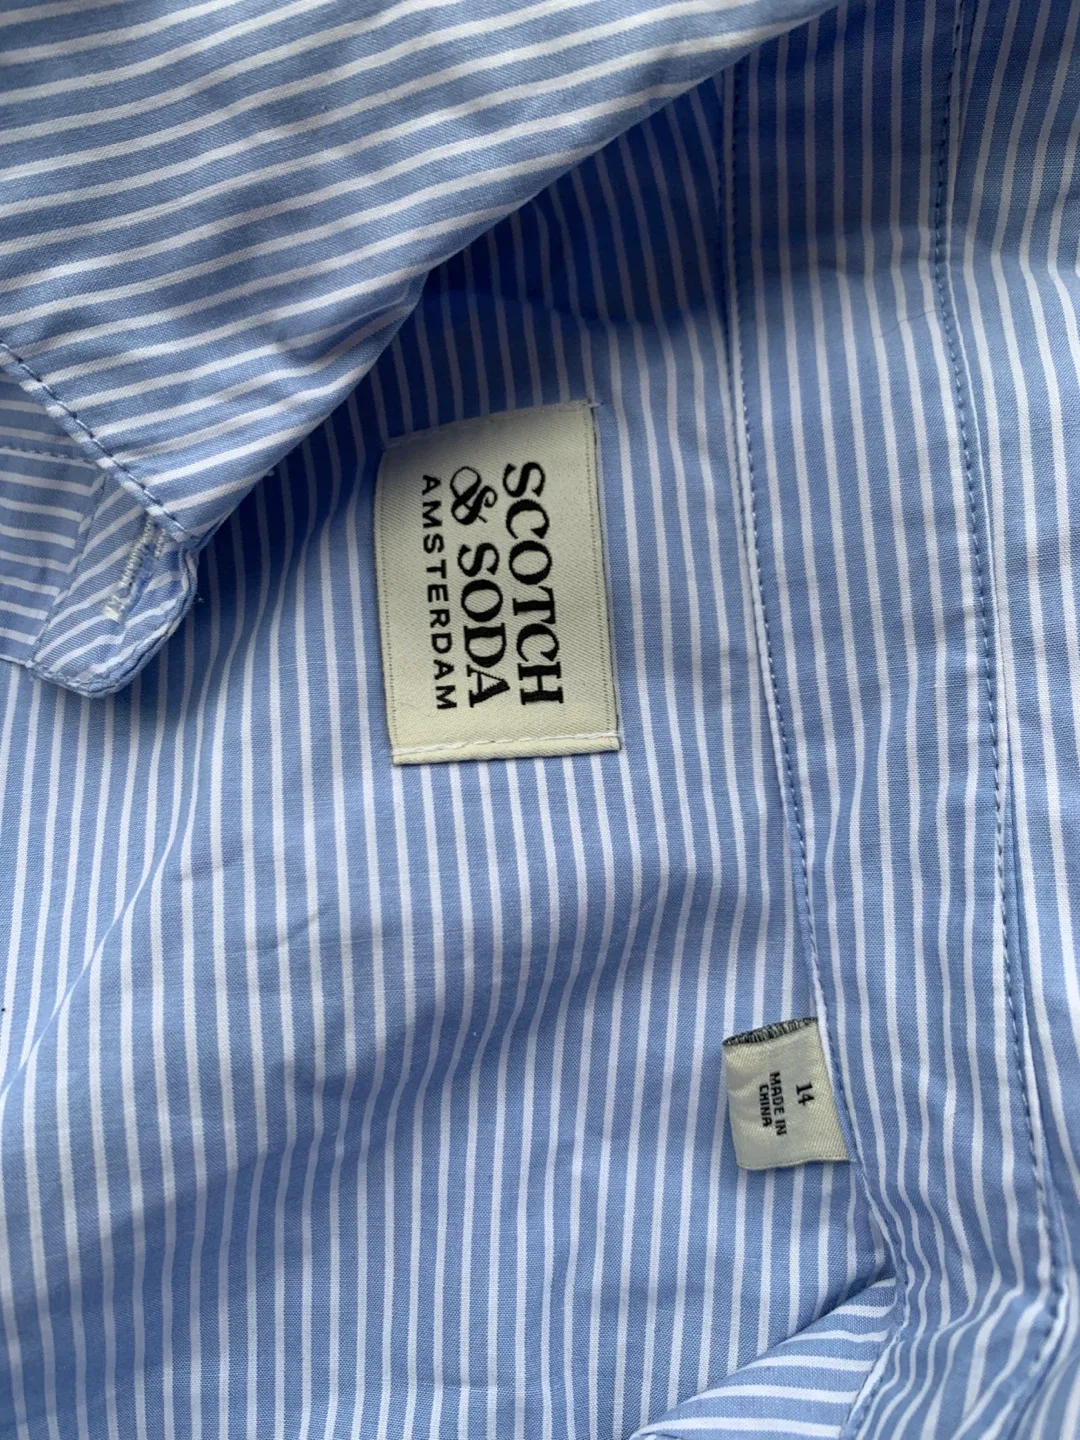 SCOTCH
& SODA
AMSTERDAM
14
MADE IN
CHINA